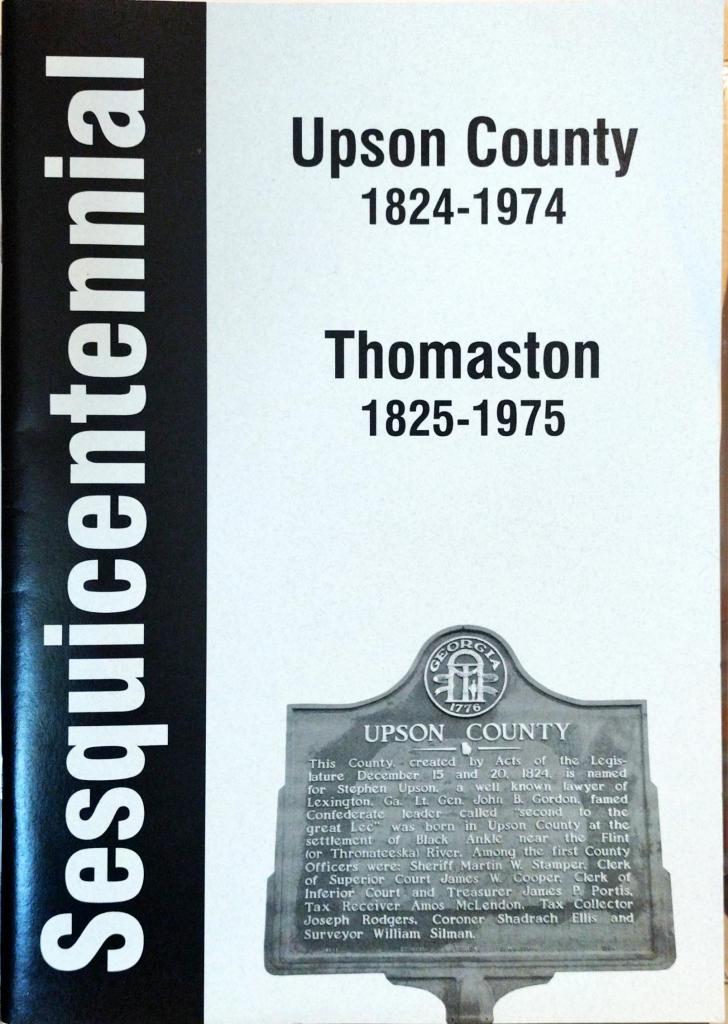 Sesquicentennial
Upson County
1824-1974
Thomaston
1825-1975
GEORGIA
1776
UPSON COUNTY
This County, created by Acts of the Legis-
lature December 15 and 20, 1824, is named
for Stephen Upson, a well known lawyer of
Lexington, Ga. Lt. Gen. John B. Gordon, famed
Confederate leader called "second to the
great Lee" was born in Upson County at the
settlement of Black Ankle near the Flint
(or Thronateeska) River. Among the first County
Officers were: Sheriff Martin W. Stamper, Clerk
of Superior Court James W. Cooper, Clerk of
Inferior Court and Treasurer James P. Portis,
Tax Receiver Amos McLendon, Tax Collector
Joseph Rodgers, Coroner Shadrach Ellis and
Surveyor William Silman.